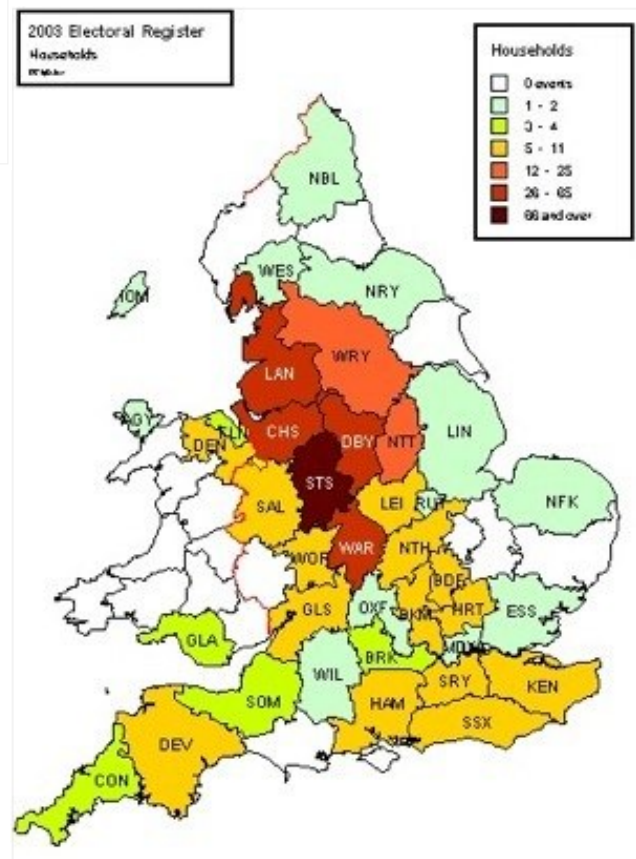 2003 Electoral Register
Households
Households
0 events
1 - 2
3 - 4
5 - 11
12 - 25
26 - 65
66 and over
NBL
WES
NRY
IOM
WRY
LAN
AGY
DEN
CHS
DBY
NTT
LIN
STS
SAL
LEI
RUT
NFK
WAR
WOR
NTH
BDF
GLS
OXF
BKM
HRT
ESS
GLA
BRK
WIL
SRY
KEN
SOM
HAM
SSX
DEV
CON